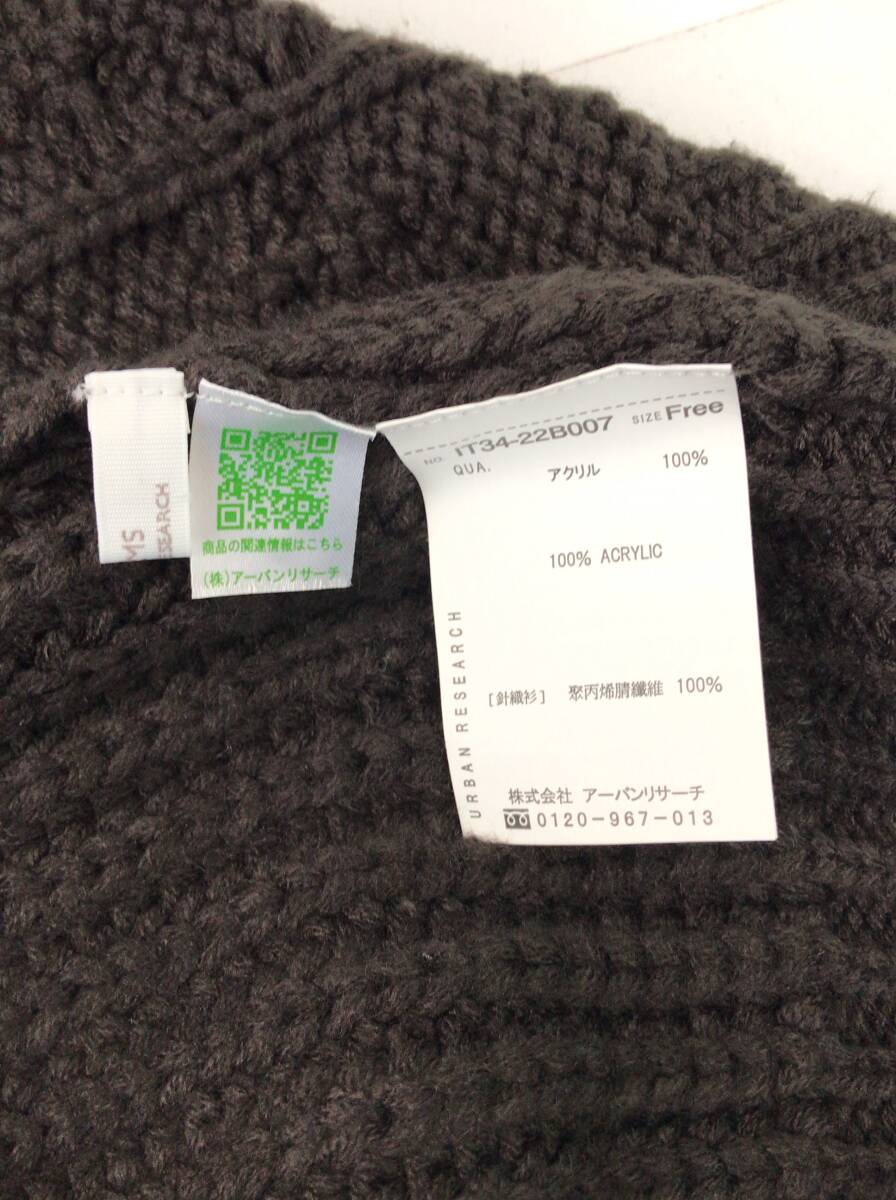 MS
ESEARCH
商品の関連情報はこちら
(株)アーバンリサーチ
NO. IT34-22B007 SIZE Free
QUA. アクリル 100%
100% ACRYLIC
[針織衫] 聚丙烯腈纖維 100%
URBAN RESEARCH
株式会社 アーバンリサーチ
0120-967-013